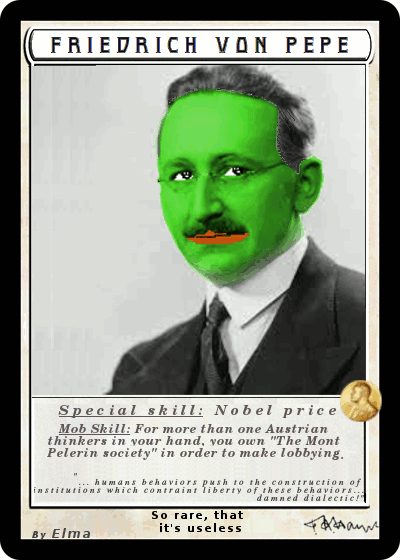 FRIEDRICH VON PEPE
Special skill: Nobel price
Mob Skill: For more than one Austrian
thinkers in your hand, you own "The Mont
Pelerin society" in order to make lobbying.
"... humans behaviors push to the construction of
institutions which contraint liberty of these behaviors...
damned dialectic!"
So rare, that
it's useless
By Elma